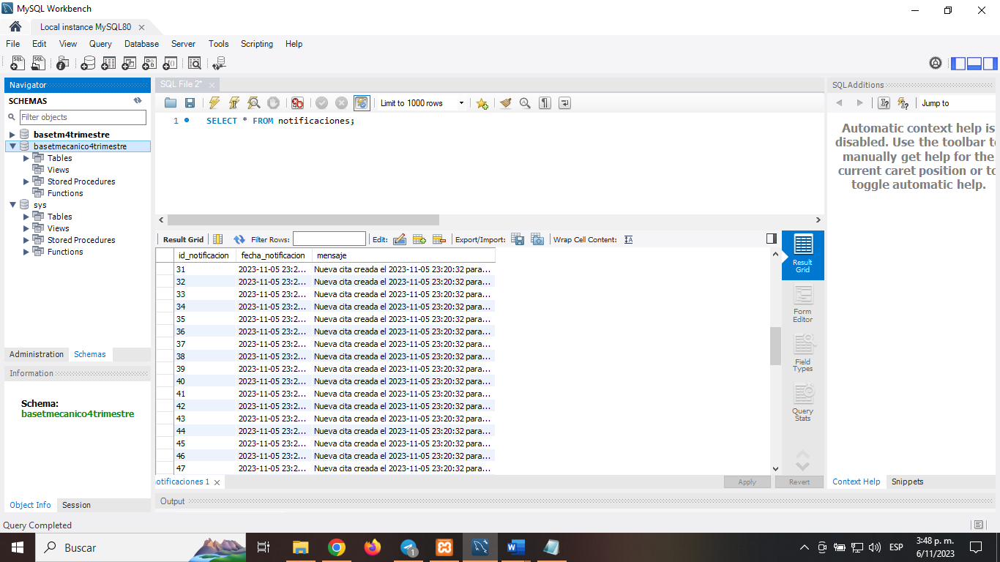 MySQL Workbench
Local instance MySQL80
File Edit View Query Database Server Tools Scripting Help
Navigator
SCHEMAS
Filter objects
basetm4trimestre
basetmecanico4trimestre
Tables
Views
Stored Procedures
Functions
sys
Tables
Views
Stored Procedures
Functions
Administration Schemas
Information
Schema:
basetmecanico4trimestre
Object Info Session
Query Completed
SQL File 2*
Limit to 1000 rows
1 SELECT * FROM notificaciones;
Result Grid Filter Rows: Edit: Export/Import: Wrap Cell Content:
id_notificacion fecha_notificacion mensaje
31 2023-11-05 23:2... Nueva cita creada el 2023-11-05 23:20:32 para...
32 2023-11-05 23:2... Nueva cita creada el 2023-11-05 23:20:32 para...
33 2023-11-05 23:2... Nueva cita creada el 2023-11-05 23:20:32 para...
34 2023-11-05 23:2... Nueva cita creada el 2023-11-05 23:20:32 para...
35 2023-11-05 23:2... Nueva cita creada el 2023-11-05 23:20:32 para...
36 2023-11-05 23:2... Nueva cita creada el 2023-11-05 23:20:32 para...
37 2023-11-05 23:2... Nueva cita creada el 2023-11-05 23:20:32 para...
38 2023-11-05 23:2... Nueva cita creada el 2023-11-05 23:20:32 para...
39 2023-11-05 23:2... Nueva cita creada el 2023-11-05 23:20:32 para...
40 2023-11-05 23:2... Nueva cita creada el 2023-11-05 23:20:32 para...
41 2023-11-05 23:2... Nueva cita creada el 2023-11-05 23:20:32 para...
42 2023-11-05 23:2... Nueva cita creada el 2023-11-05 23:20:32 para...
43 2023-11-05 23:2... Nueva cita creada el 2023-11-05 23:20:32 para...
44 2023-11-05 23:2... Nueva cita creada el 2023-11-05 23:20:32 para...
45 2023-11-05 23:2... Nueva cita creada el 2023-11-05 23:20:32 para...
46 2023-11-05 23:2... Nueva cita creada el 2023-11-05 23:20:32 para...
47 2023-11-05 23:2... Nueva cita creada el 2023-11-05 23:20:32 para...
Result
Grid
Form
Editor
Field
Types
Query
Stats
otificaciones 1
Apply Revert
Output
SQLAdditions
Jump to
Automatic context help is
disabled. Use the toolbar to
manually get help for the
current caret position or to
toggle automatic help.
Context Help Snippets
Buscar
ESP
3:48 p. m.
6/11/2023